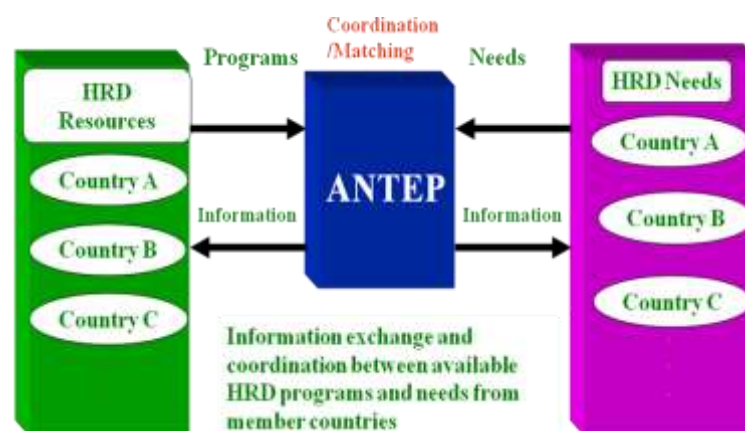 Coordination
/Matching
Programs
Needs
HRD
Resources
Country A
Country B
Country C
ANTEP
Information
Information
HRD Needs
Country A
Country B
Country C
Information exchange and
coordination between available
HRD programs and needs from
member countries